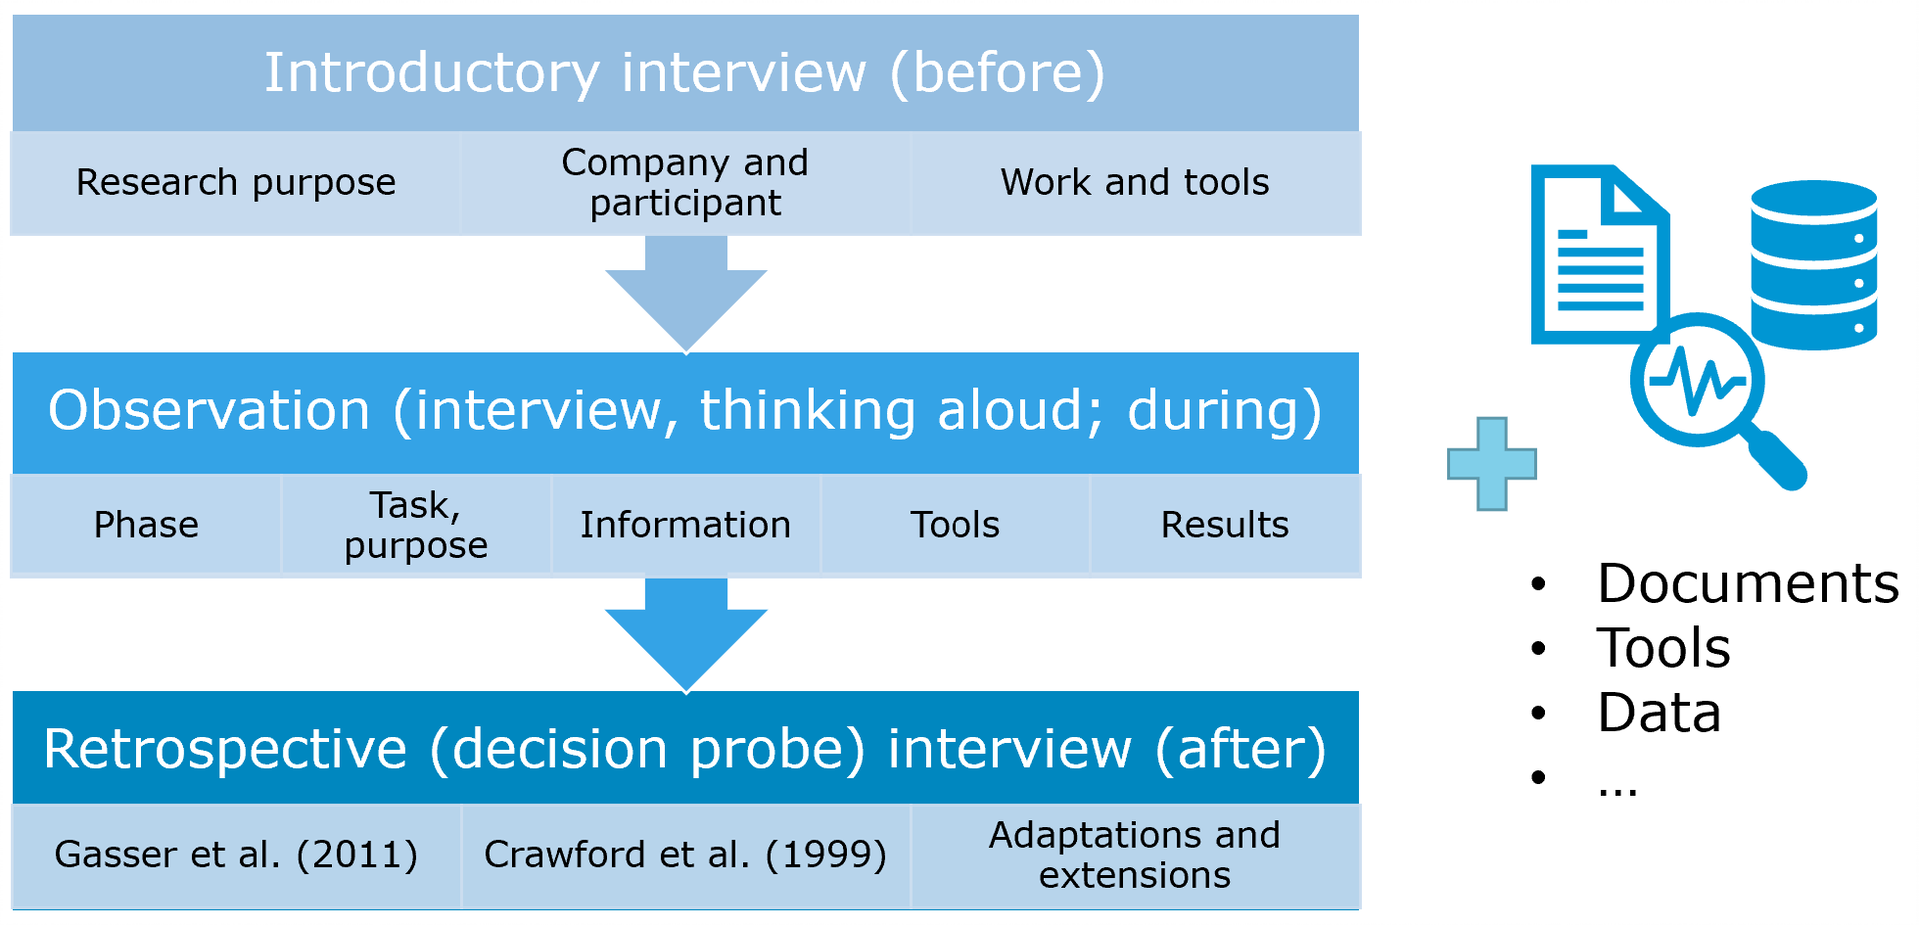 Introductory interview (before)
Research purpose
Company and
participant
Work and tools
Observation (interview, thinking aloud; during)
Phase
Task,
purpose
Information
Tools
Results
Retrospective (decision probe) interview (after)
Gasser et al. (2011)
Crawford et al. (1999)
Adaptations and
extensions
• Documents
• Tools
• Data
• ...